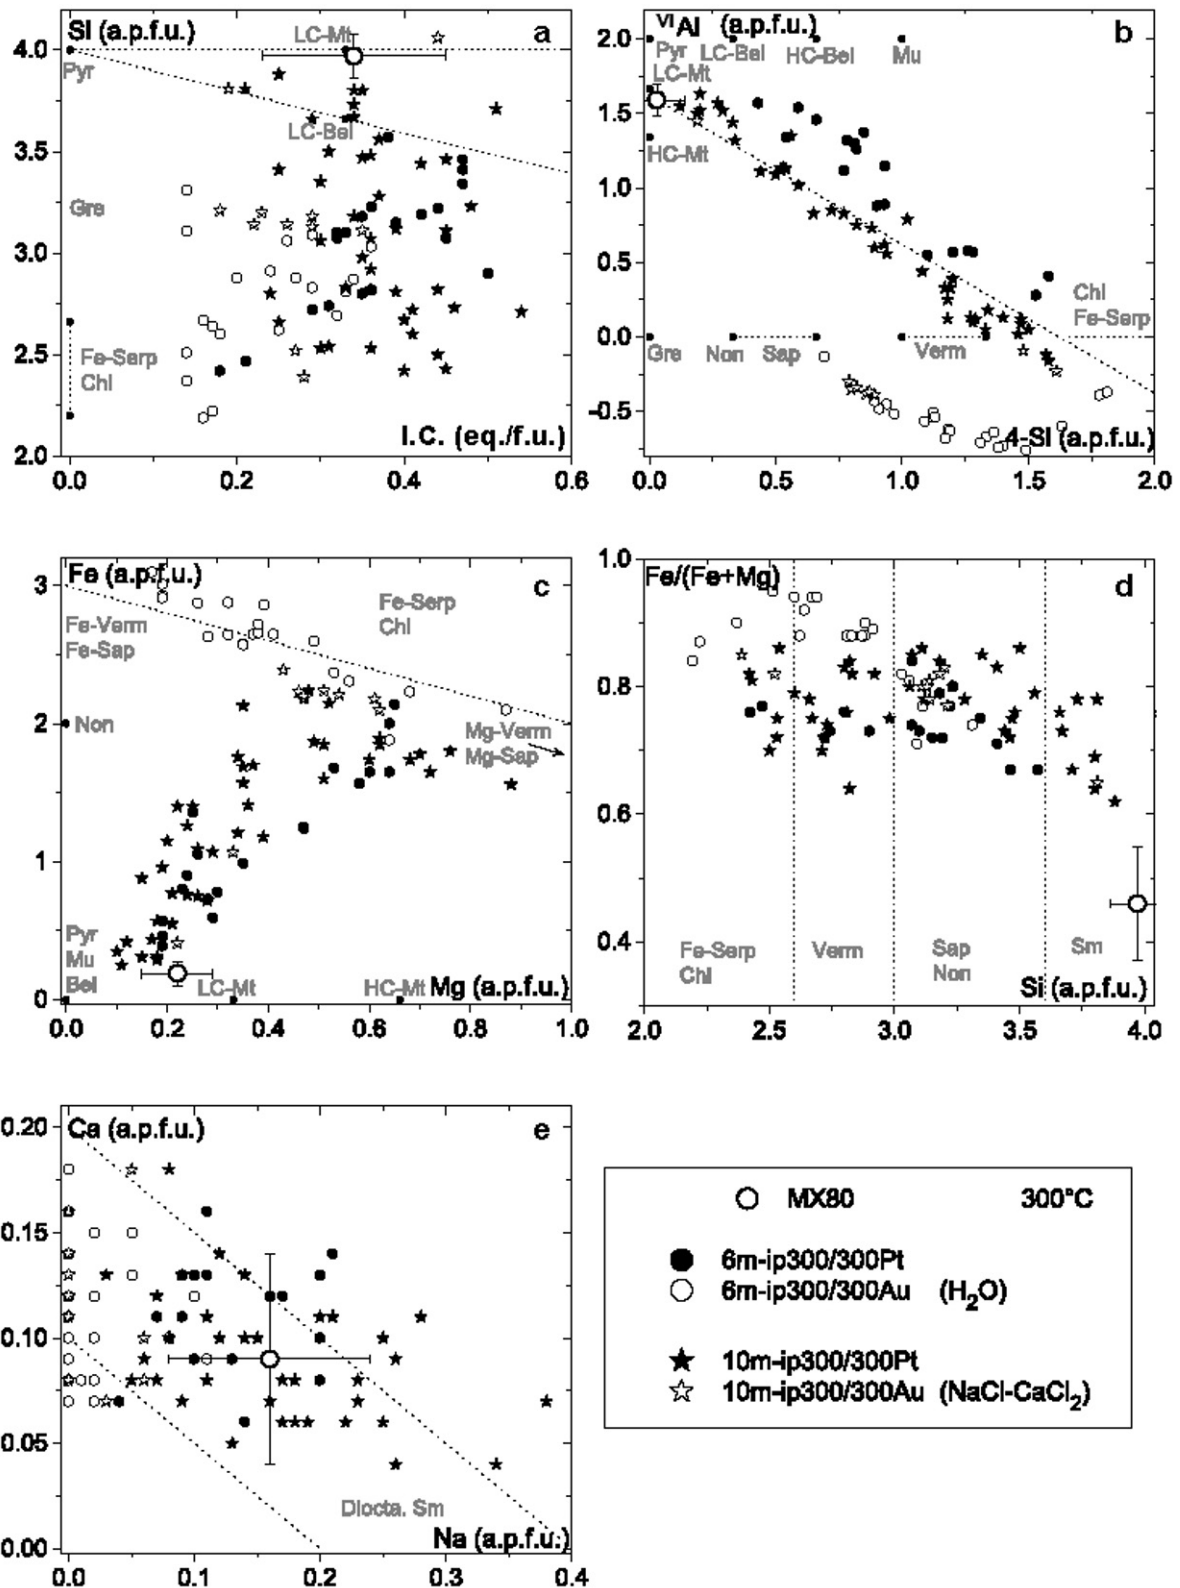 SI (a.p.f.u.)
a
LC-Mt
4.0
Pyr
LC-Bel
3.5
Gre
3.0
2.5
Fe-Serp
Chl
I.C. (eq./f.u.)
2.0
0.0 0.2 0.4 0.6
VI Al (a.p.f.u.)
b
2.0
Pyr LC-Bel HC-Bel Mu
LC-Mt
1.5
HC-Mt
1.0
0.5
Chl
Fe-Serp
0.0
Gre Non Sap Verm
-0.5
4-SI (a.p.f.u.)
0.0 0.5 1.0 1.5 2.0
Fe (a.p.f.u.)
c
3
Fe-Serp
Chl
Fe-Verm
Fe-Sap
2
Non
Mg-Verm
Mg-Sap
1
Pyr
Mu
Bel
LC-Mt HC-Mt Mg (a.p.f.u.)
0
0.0 0.2 0.4 0.6 0.8 1.0
1.0
Fe/(Fe+Mg)
d
0.8
0.6
0.4
Fe-Serp
Chl
Verm
Sap
Non
Sm
Si (a.p.f.u.)
2.0 2.5 3.0 3.5 4.0
0.20
Ca (a.p.f.u.)
e
0.15
0.10
0.05
Diocta. Sm
Na (a.p.f.u.)
0.00
0.0 0.1 0.2 0.3 0.4
MX80 300°C
6m-ip300/300Pt
6m-ip300/300Au (H2O)
10m-ip300/300Pt
10m-ip300/300Au (NaCl-CaCl2)